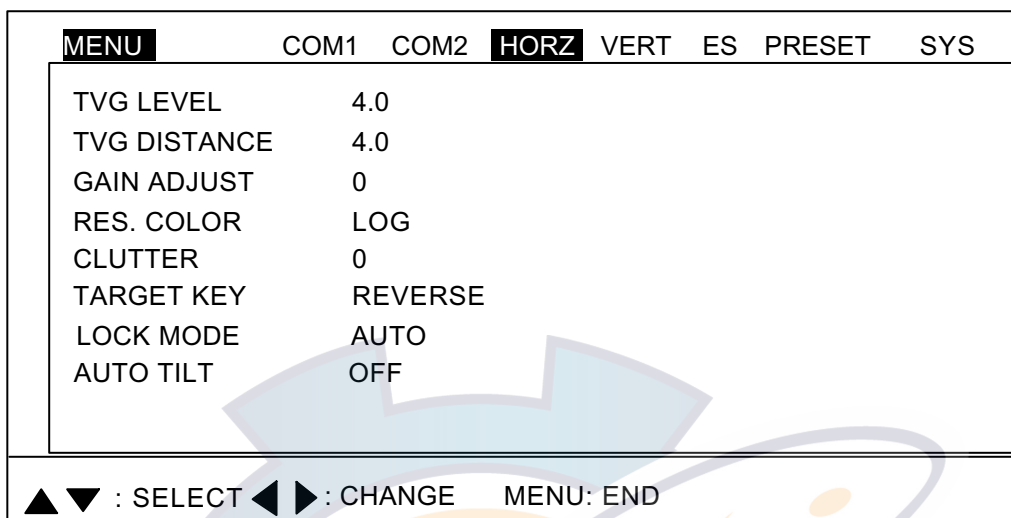 MENU COM1 COM2 HORZ VERT ES PRESET SYS
TVG LEVEL 4.0
TVG DISTANCE 4.0
GAIN ADJUST 0
RES. COLOR LOG
CLUTTER 0
TARGET KEY REVERSE
LOCK MODE AUTO
AUTO TILT OFF
▲ ▼ : SELECT ◀ ▶ : CHANGE MENU: END